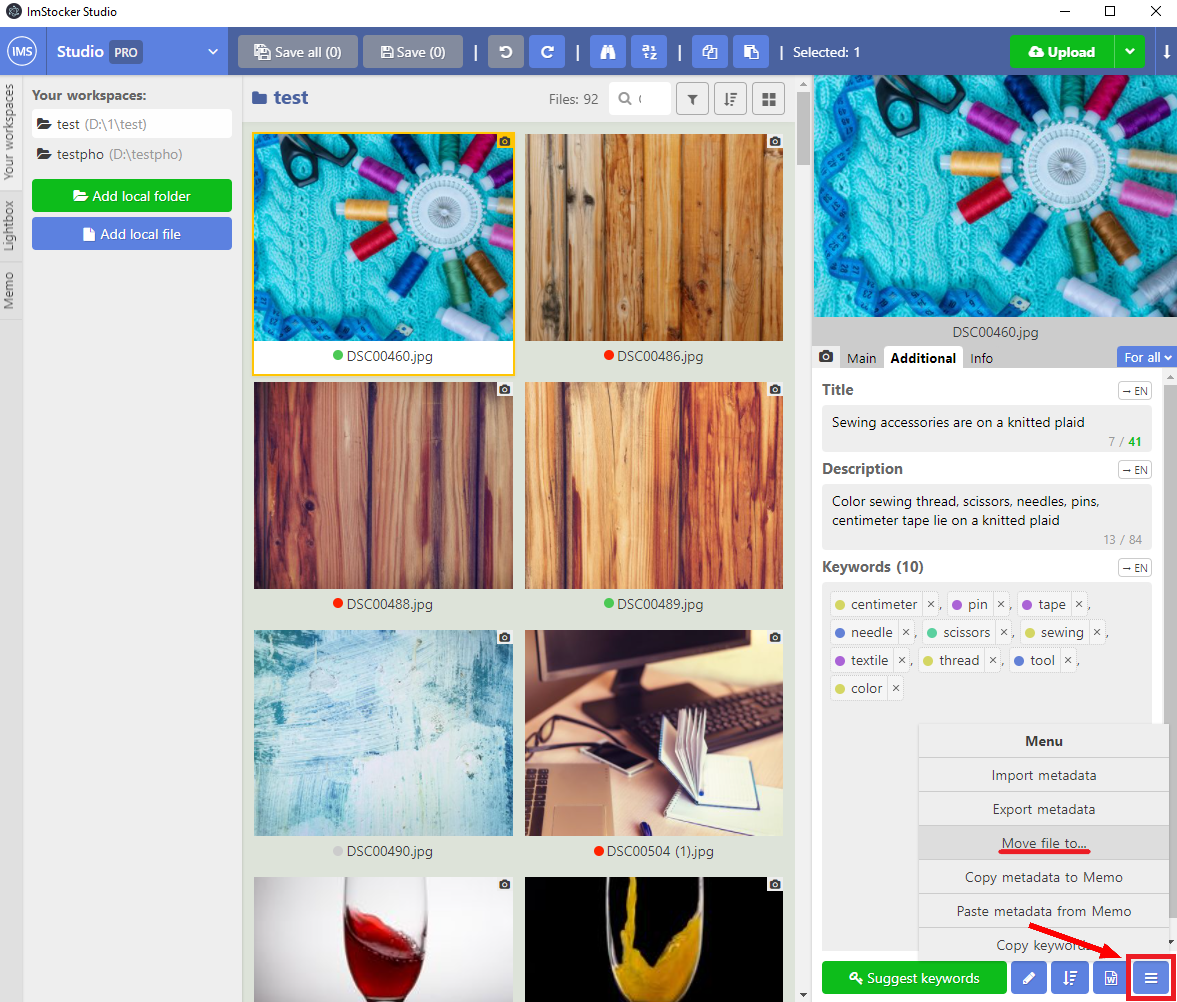 ImStocker Studio
IMS Studio PRO
Save all (0)
Save (0)
Selected: 1
Upload
Your workspaces
Lightbox
Memo
Your workspaces:
test (D:\1\test)
testpho (D:\testpho)
Add local folder
Add local file
test
Files: 92
DSC00460.jpg
DSC00486.jpg
DSC00488.jpg
DSC00489.jpg
DSC00490.jpg
DSC00504 (1).jpg
DSC00460.jpg
Main
Additional
Info
For all
Title
→ EN
Sewing accessories are on a knitted plaid
7 / 41
Description
→ EN
Color sewing thread, scissors, needles, pins,
centimeter tape lie on a knitted plaid
13 / 84
Keywords (10)
→ EN
centimeter ×, pin ×, tape ×,
needle ×, scissors ×, sewing ×,
textile ×, thread ×, tool ×,
color ×
Menu
Import metadata
Export metadata
Move file to...
Copy metadata to Memo
Paste metadata from Memo
Copy keywords
Suggest keywords